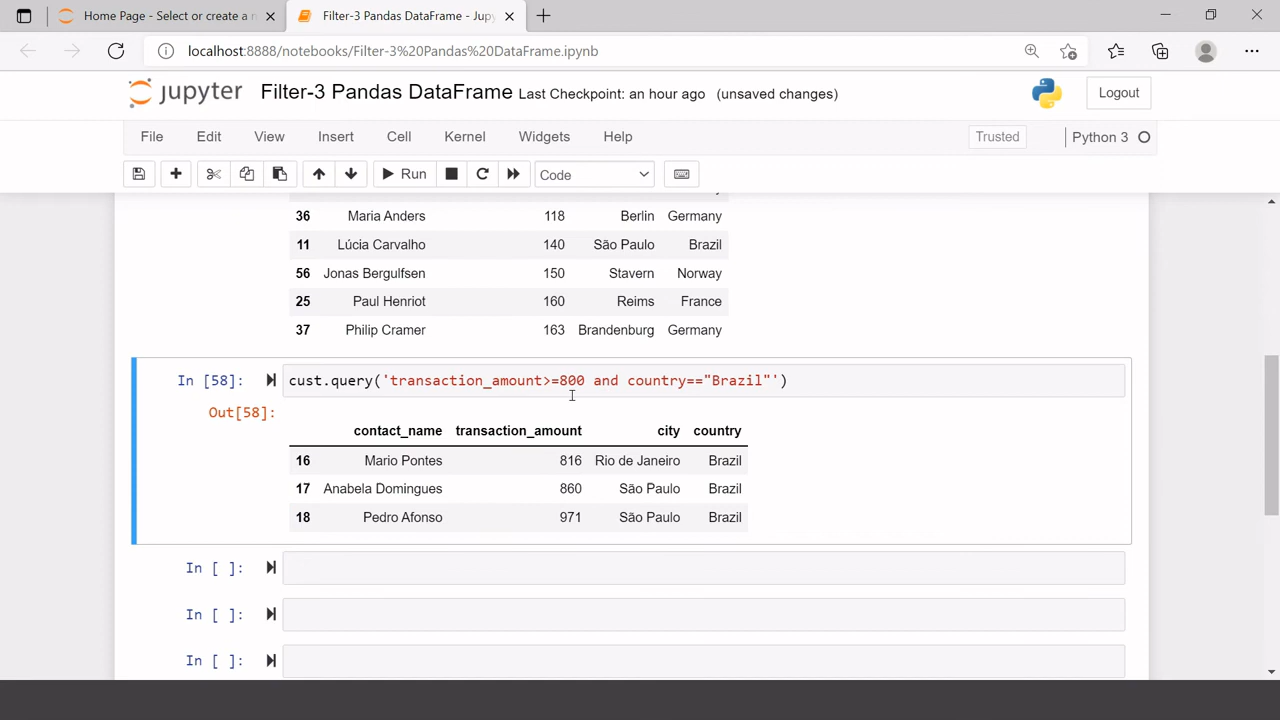 Home Page - Select or create a n
Filter-3 Pandas DataFrame - Jupy
localhost:8888/notebooks/Filter-3%20Pandas%20DataFrame.ipynb
jupyter Filter-3 Pandas DataFrame Last Checkpoint: an hour ago (unsaved changes) Logout
File Edit View Insert Cell Kernel Widgets Help Trusted Python 3
Run Code
36 Maria Anders 118 Berlin Germany
11 Lúcia Carvalho 140 São Paulo Brazil
56 Jonas Bergulfsen 150 Stavern Norway
25 Paul Henriot 160 Reims France
37 Philip Cramer 163 Brandenburg Germany
In [58]: cust.query('transaction_amount>=800 and country=="Brazil"')
Out[58]:
contact_name transaction_amount city country
16 Mario Pontes 816 Rio de Janeiro Brazil
17 Anabela Domingues 860 São Paulo Brazil
18 Pedro Afonso 971 São Paulo Brazil
In [ ]:
In [ ]:
In [ ]: